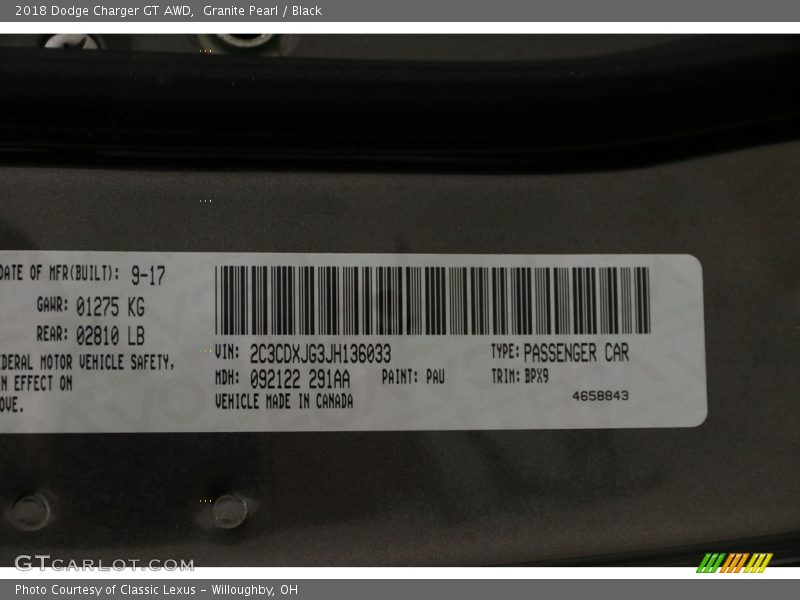 2018 Dodge Charger GT AWD, Granite Pearl / Black
DATE OF MFR(BUILT): 9-17
GAWR: 01275 KG
REAR: 02810 LB
EDERAL MOTOR VEHICLE SAFETY,
N EFFECT ON
OVE.
VIN: 2C3CDXJG3JH136033
TYPE: PASSENGER CAR
MDH: 092122 291AA
PAINT: PAU
TRIM: BPX9
VEHICLE MADE IN CANADA
4658843
GTCARLOT.COM
Photo Courtesy of Classic Lexus - Willoughby, OH